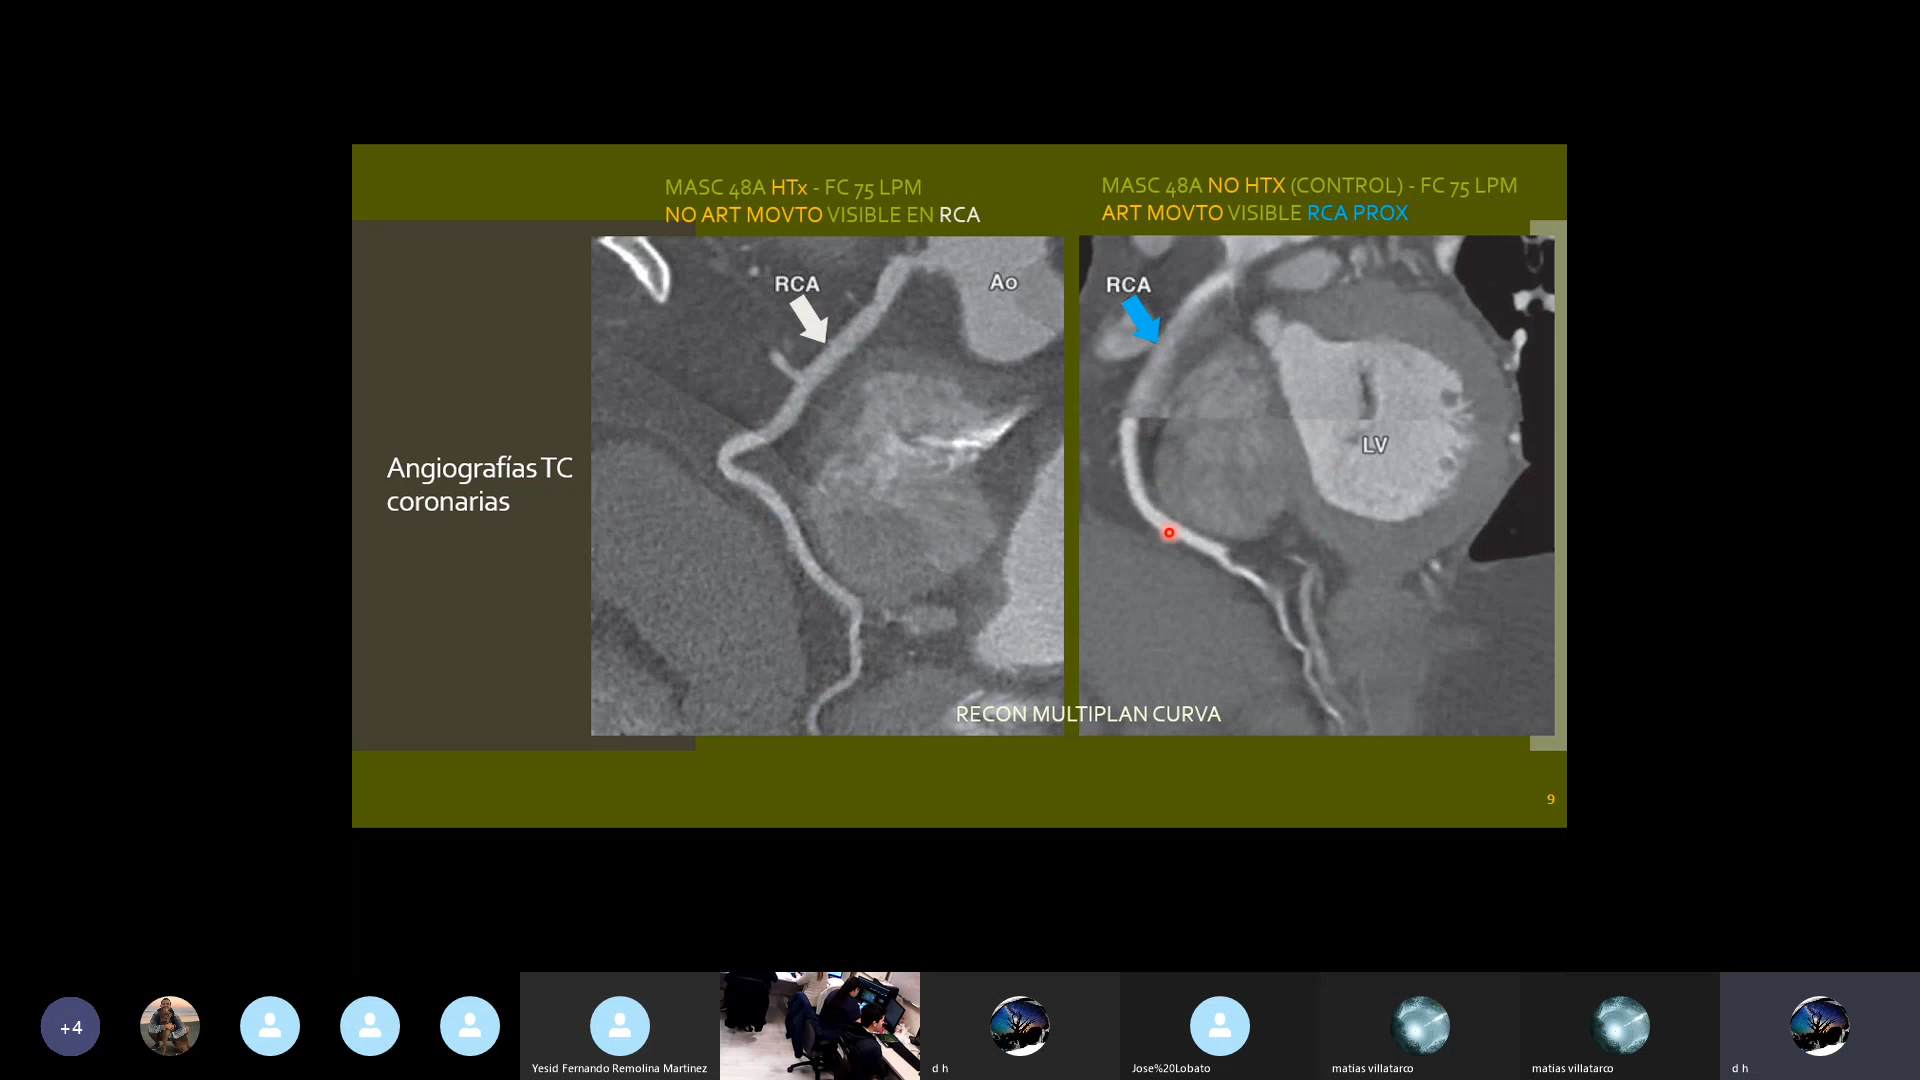 MASC 48A HTx - FC 75 LPM
NO ART MOVTO VISIBLE EN RCA
MASC 48A NO HTX (CONTROL) - FC 75 LPM
ART MOVTO VISIBLE RCA PROX
RCA
Ao
RCA
LV
Angiografías TC
coronarias
RECON MULTIPLAN CURVA
9
+4
Yesid Fernando Remolina Martinez
d h
Jose%20Lobato
matias villatarco
matias villatarco
d h